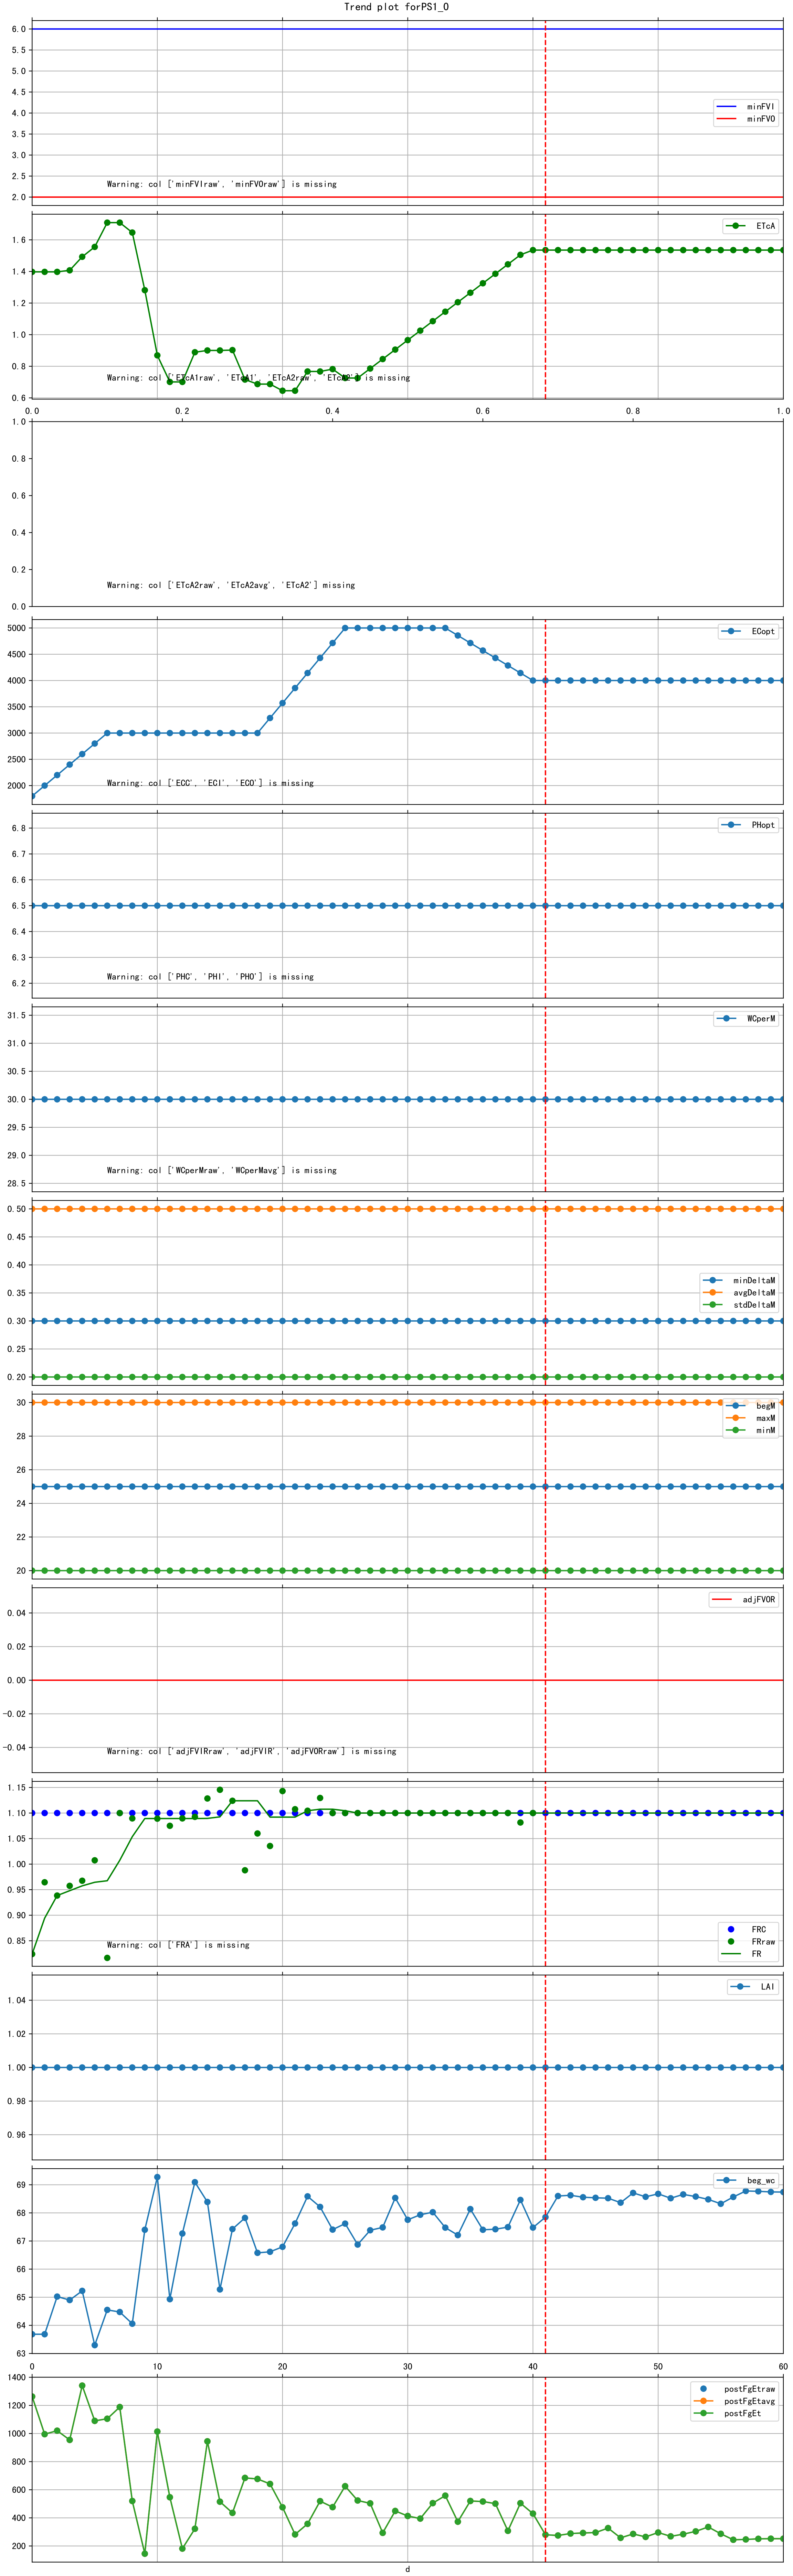 Trend plot forPS1_0
6.0
5.5
5.0
4.5
4.0
3.5
3.0
2.5
2.0
minFVI
minFVO
Warning: col ['minFVIraw', 'minFVOraw'] is missing
1.6
1.4
1.2
1.0
0.8
0.6
ETcA
Warning: col ['ETcA1raw', 'ETcA1', 'ETcA2raw', 'ETcA2'] is missing
0.0 0.2 0.4 0.6 0.8 1.0
1.0
0.8
0.6
0.4
0.2
0.0
Warning: col ['ETcA2raw', 'ETcA2avg', 'ETcA2'] missing
5000
4500
4000
3500
3000
2500
2000
ECopt
Warning: col ['ECC', 'ECI', 'ECO'] is missing
6.8
6.7
6.6
6.5
6.4
6.3
6.2
PHopt
Warning: col ['PHC', 'PHI', 'PHO'] is missing
31.5
31.0
30.5
30.0
29.5
29.0
28.5
WCperM
Warning: col ['WCperMraw', 'WCperMavg'] is missing
0.50
0.45
0.40
0.35
0.30
0.25
0.20
minDeltaM
avgDeltaM
stdDeltaM
30
28
26
24
22
20
begM
maxM
minM
0.04
0.02
0.00
-0.02
-0.04
adjFVOR
Warning: col ['adjFVIRraw', 'adjFVIR', 'adjFVORraw'] is missing
1.15
1.10
1.05
1.00
0.95
0.90
0.85
FRC
FRraw
FR
Warning: col ['FRA'] is missing
1.04
1.02
1.00
0.98
0.96
LAI
69
68
67
66
65
64
63
beg_wc
0 10 20 30 40 50 60
1400
1200
1000
800
600
400
200
postFgEtraw
postFgEtavg
postFgEt
d